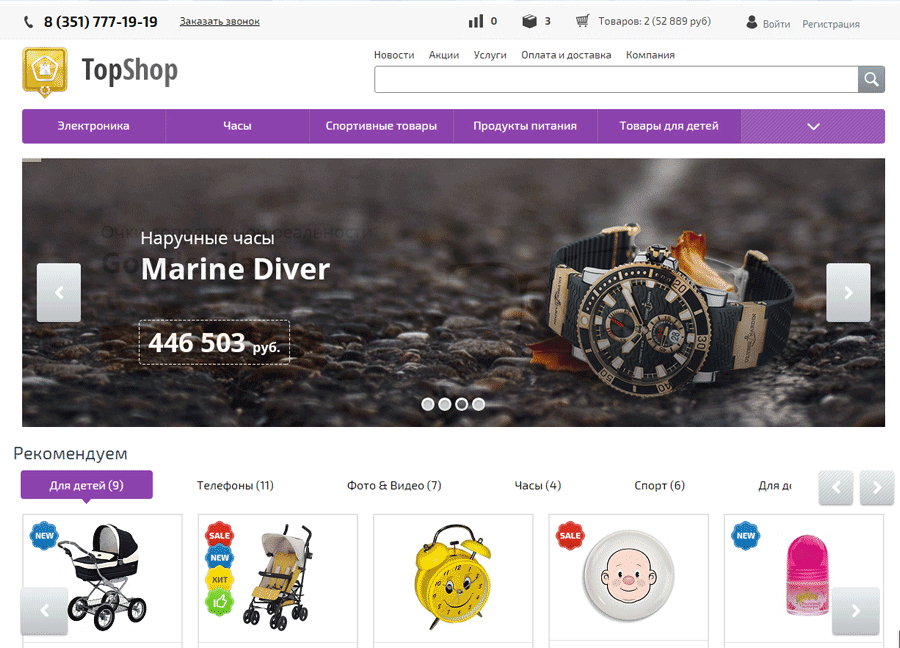 8 (351) 777-19-19 Заказать звонок 0 3 Товаров: 2 (52 889 руб) Войти Регистрация
TopShop
Новости Акции Услуги Оплата и доставка Компания
Электроника Часы Спортивные товары Продукты питания Товары для детей
Наручные часы
Marine Diver
446 503 руб.
Рекомендуем
Для детей (9) Телефоны (11) Фото & Видео (7) Часы (4) Спорт (6) Для де
NEW SALE SALE NEW
NEW
ХИТ